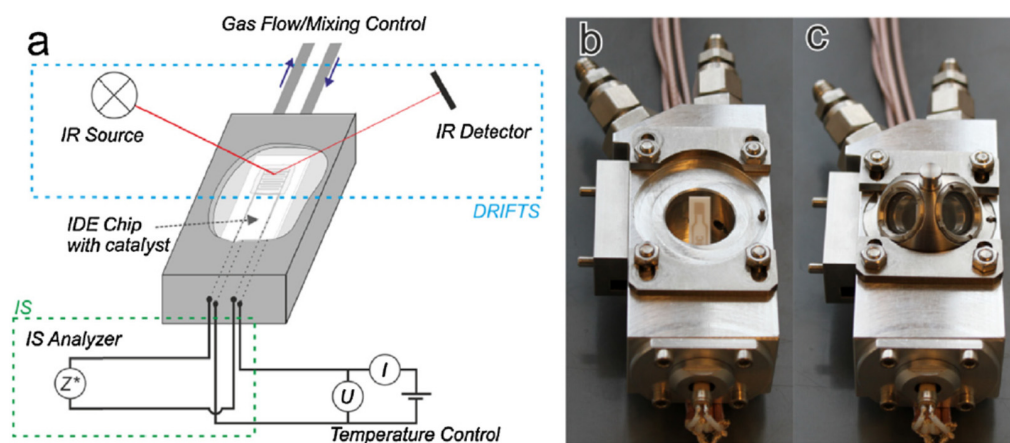 a
Gas Flow/Mixing Control
IR Source
IR Detector
DRIFTS
IDE Chip
with catalyst
IS
IS Analyzer
Z*
I
U
Temperature Control
b
c